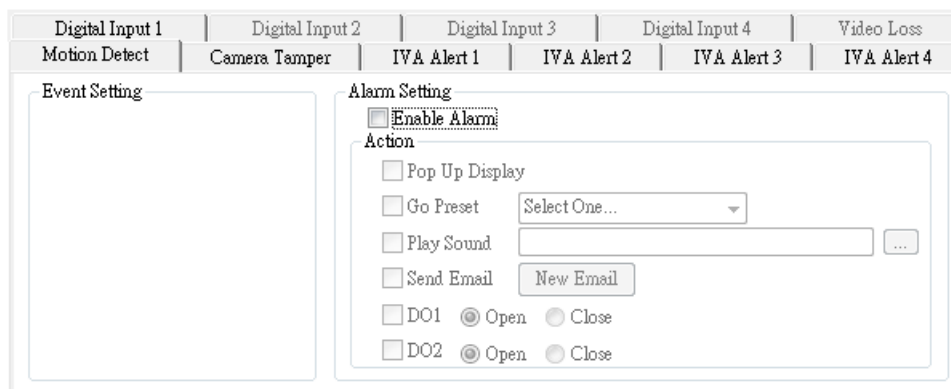 Digital Input 1 Digital Input 2 Digital Input 3 Digital Input 4 Video Loss
Motion Detect Camera Tamper IVA Alert 1 IVA Alert 2 IVA Alert 3 IVA Alert 4
Event Setting
Alarm Setting
Enable Alarm
Action
Pop Up Display
Go Preset Select One...
Play Sound ...
Send Email New Email
DO1 Open Close
DO2 Open Close